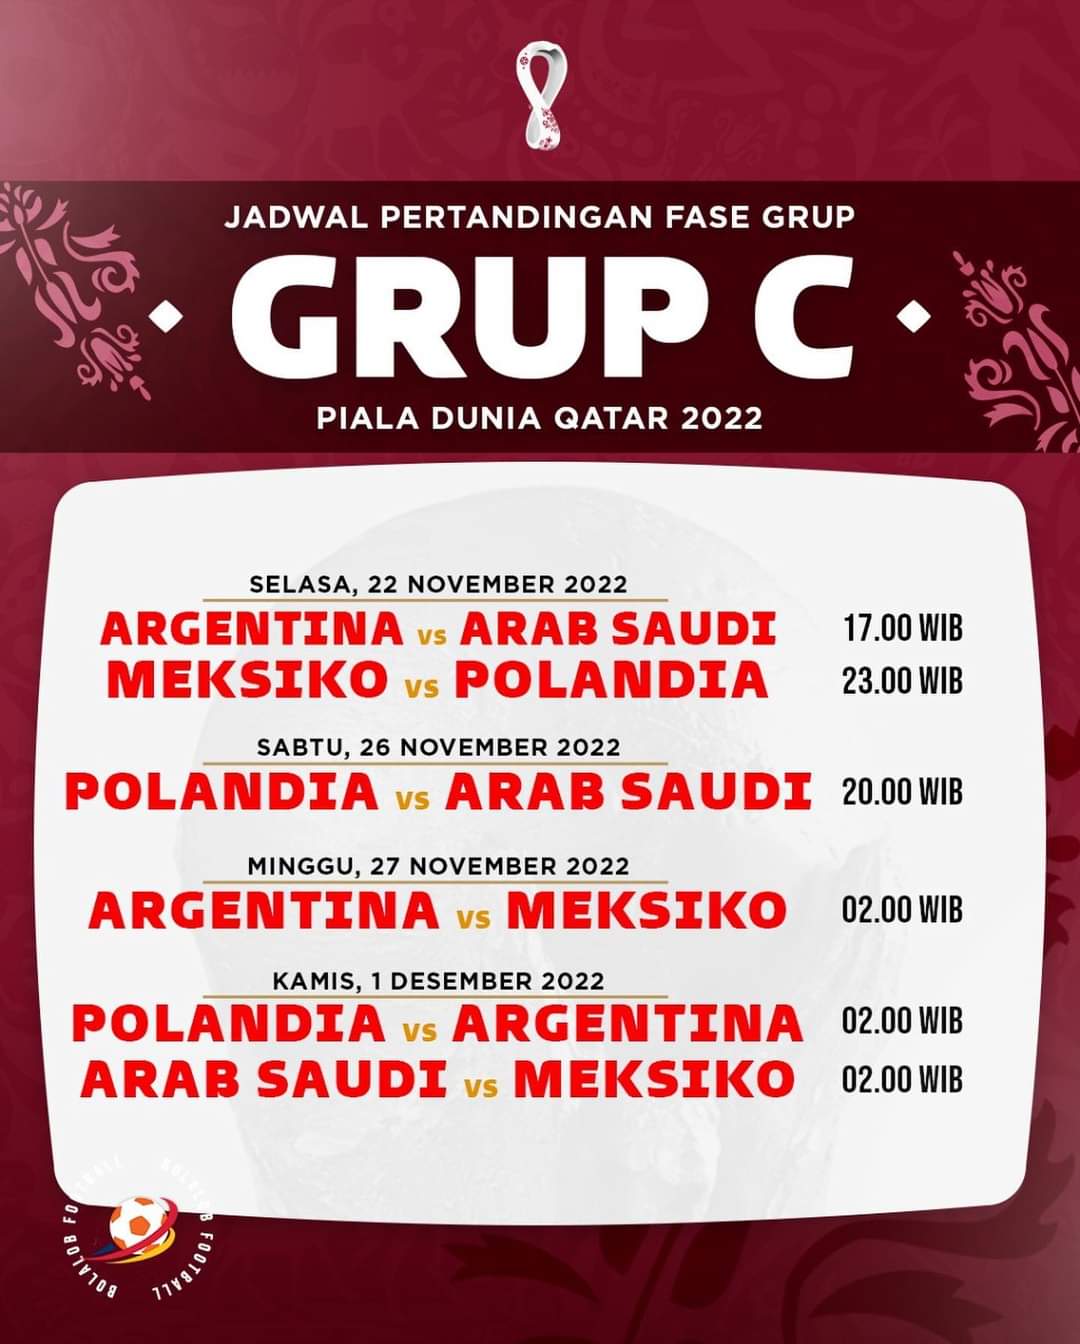 JADWAL PERTANDINGAN FASE GRUP
GRUP C
PIALA DUNIA QATAR 2022
SELASA, 22 NOVEMBER 2022
ARGENTINA vs ARAB SAUDI 17.00 WIB
MEKSIKO vs POLANDIA 23.00 WIB
SABTU, 26 NOVEMBER 2022
POLANDIA vs ARAB SAUDI 20.00 WIB
MINGGU, 27 NOVEMBER 2022
ARGENTINA vs MEKSIKO 02.00 WIB
KAMIS, 1 DESEMBER 2022
POLANDIA vs ARGENTINA 02.00 WIB
ARAB SAUDI vs MEKSIKO 02.00 WIB
BOLALOB FOOTBALL
BOLALOB FOOTBALL